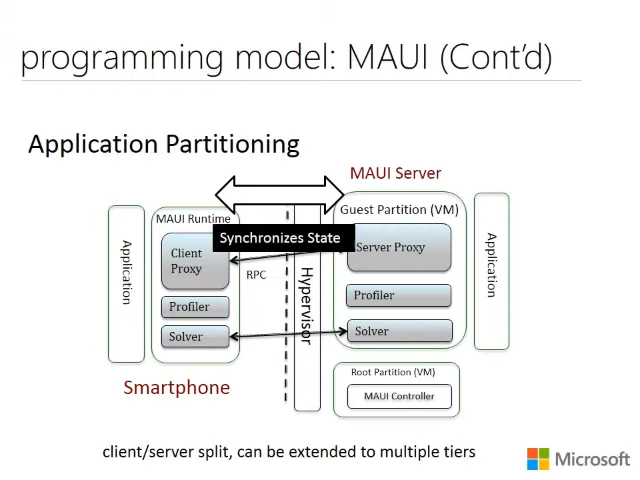 programming model: MAUI (Cont'd)
Application Partitioning
MAUI Server
Guest Partition (VM)
MAUI Runtime
Synchronizes State
Client
Proxy
Server Proxy
RPC
Application
Hypervisor
Application
Profiler
Profiler
Solver
Solver
Smartphone
Root Partition (VM)
MAUI Controller
client/server split, can be extended to multiple tiers
Microsoft